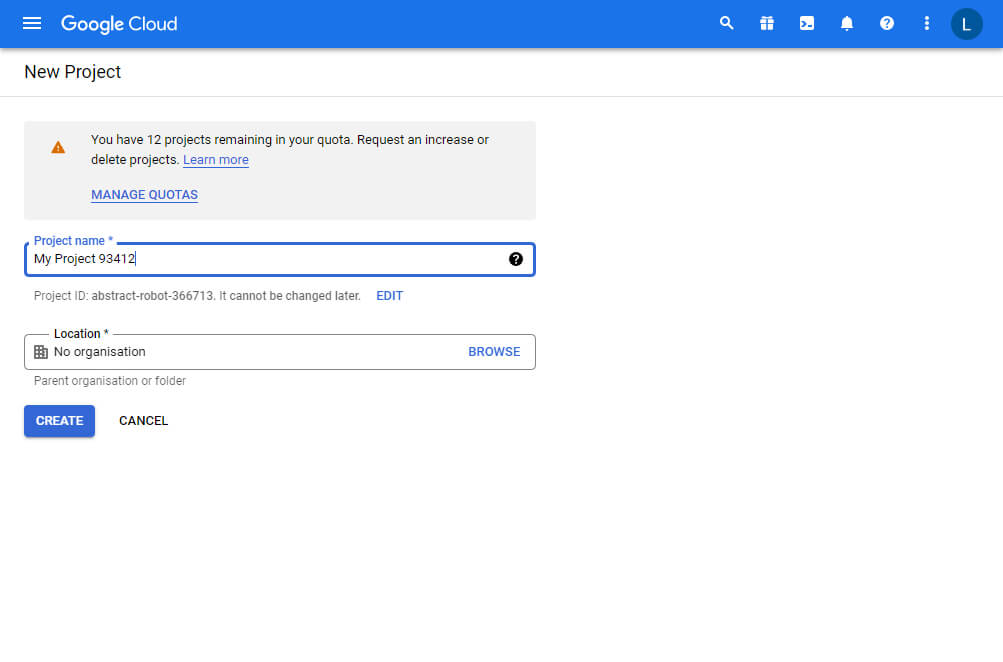 Google Cloud
L
New Project
You have 12 projects remaining in your quota. Request an increase or
delete projects. Learn more
MANAGE QUOTAS
Project name *
My Project 93412
Project ID: abstract-robot-366713. It cannot be changed later. EDIT
Location *
No organisation BROWSE
Parent organisation or folder
CREATE CANCEL